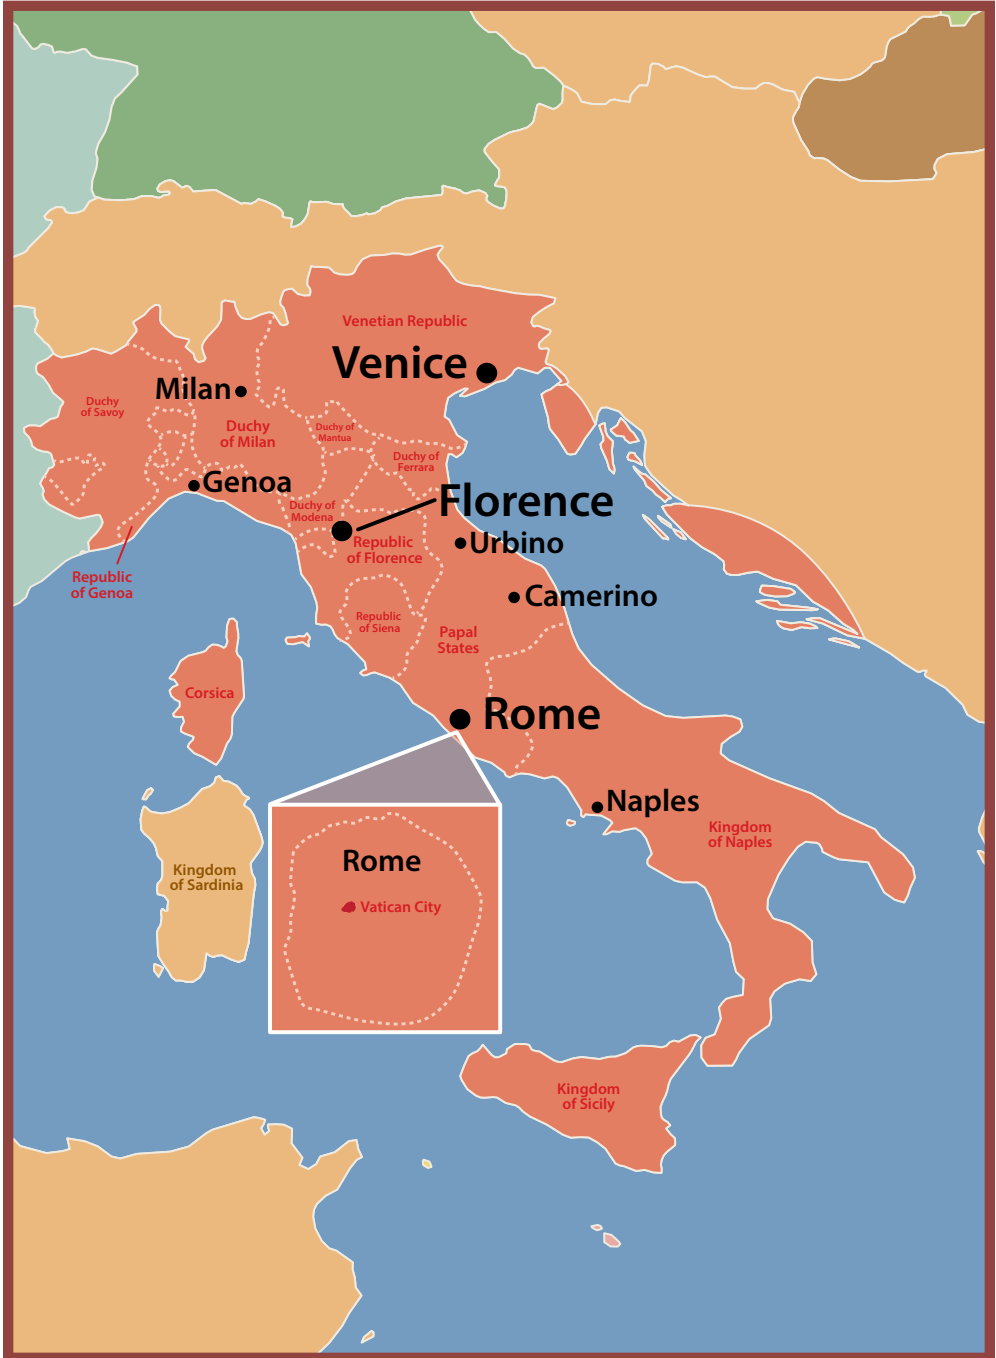 Venetian Republic
Venice
Milan
Duchy
of Savoy
Duchy
of Milan
Duchy of
Mantua
Duchy of
Ferrara
Genoa
Florence
Duchy of
Modena
Urbino
Republic
of Florence
Republic
of Genoa
Camerino
Republic
of Siena
Papal
States
Corsica
Rome
Naples
Kingdom
of Naples
Kingdom
of Sardinia
Rome
Vatican City
Kingdom
of Sicily